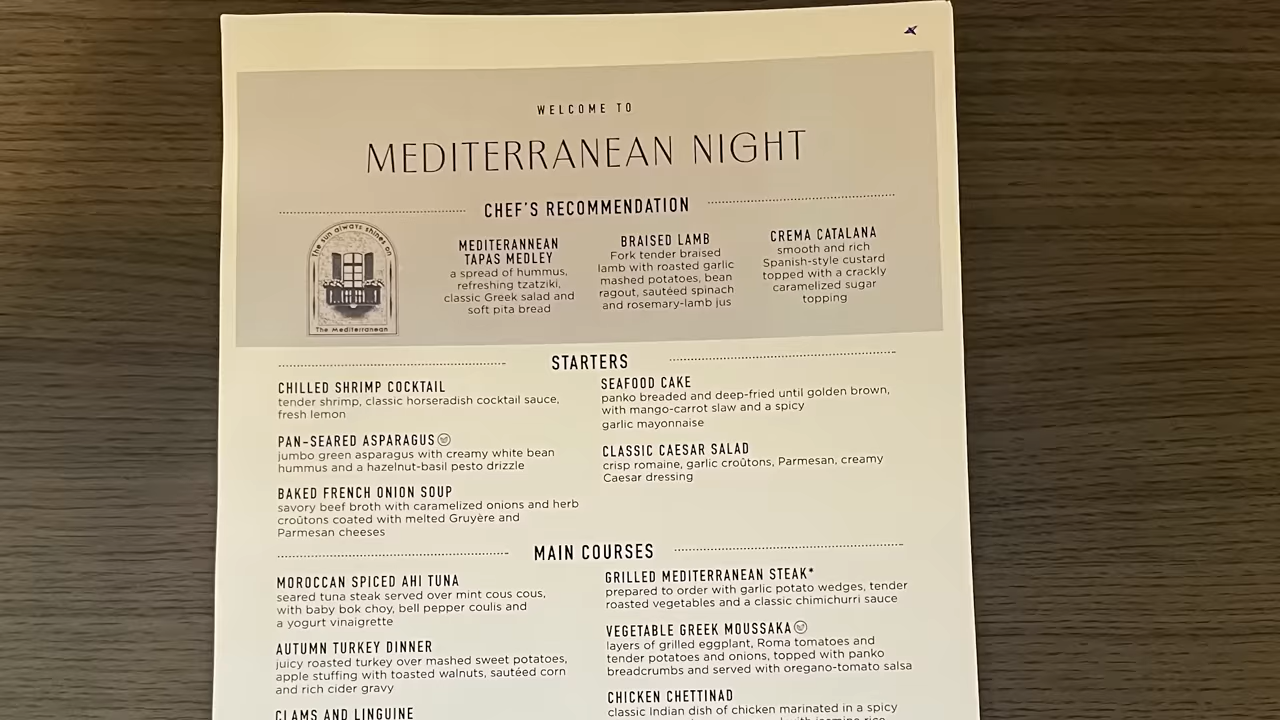 WELCOME TO
MEDITERRANEAN NIGHT
CHEF'S RECOMMENDATION
The sun always shines on
The Mediterranean
MEDITERANNEAN
TAPAS MEDLEY
a spread of hummus,
refreshing tzatziki,
classic Greek salad and
soft pita bread
BRAISED LAMB
Fork tender braised
lamb with roasted garlic
mashed potatoes, bean
ragout, sautéed spinach
and rosemary-lamb jus
CREMA CATALANA
smooth and rich
Spanish-style custard
topped with a crackly
caramelized sugar
topping
STARTERS
CHILLED SHRIMP COCKTAIL
tender shrimp, classic horseradish cocktail sauce,
fresh lemon
PAN-SEARED ASPARAGUS
jumbo green asparagus with creamy white bean
hummus and a hazelnut-basil pesto drizzle
BAKED FRENCH ONION SOUP
savory beef broth with caramelized onions and herb
croûtons coated with melted Gruyère and
Parmesan cheeses
SEAFOOD CAKE
panko breaded and deep-fried until golden brown,
with mango-carrot slaw and a spicy
garlic mayonnaise
CLASSIC CAESAR SALAD
crisp romaine, garlic croûtons, Parmesan, creamy
Caesar dressing
MAIN COURSES
MOROCCAN SPICED AHI TUNA
seared tuna steak served over mint cous cous,
with baby bok choy, bell pepper coulis and
a yogurt vinaigrette
AUTUMN TURKEY DINNER
juicy roasted turkey over mashed sweet potatoes,
apple stuffing with toasted walnuts, sautéed corn
and rich cider gravy
CLAMS AND LINGUINE
GRILLED MEDITERRANEAN STEAK*
prepared to order with garlic potato wedges, tender
roasted vegetables and a classic chimichurri sauce
VEGETABLE GREEK MOUSSAKA
layers of grilled eggplant, Roma tomatoes and
tender potatoes and onions, topped with panko
breadcrumbs and served with oregano-tomato salsa
CHICKEN CHETTINAD
classic Indian dish of chicken marinated in a spicy